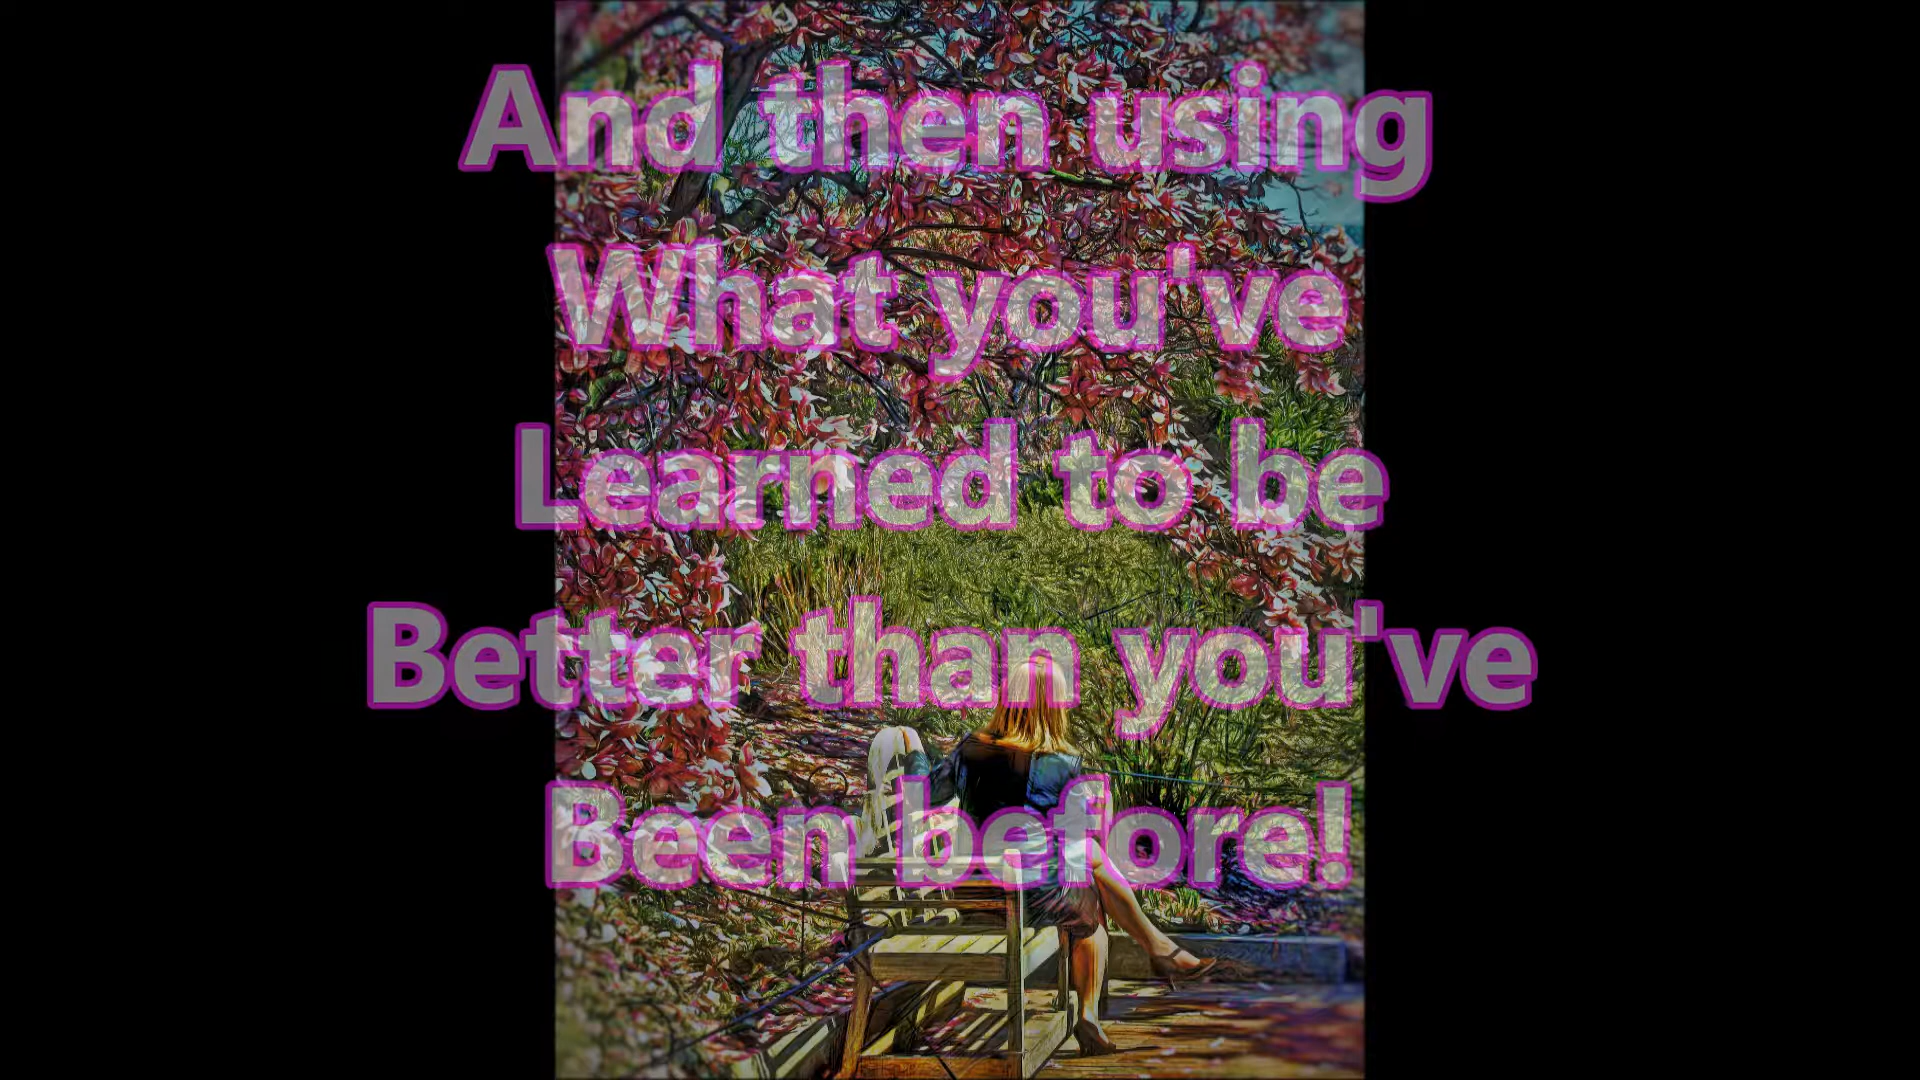 And then using
What you've
Learned to be
Better than you've
Been before!